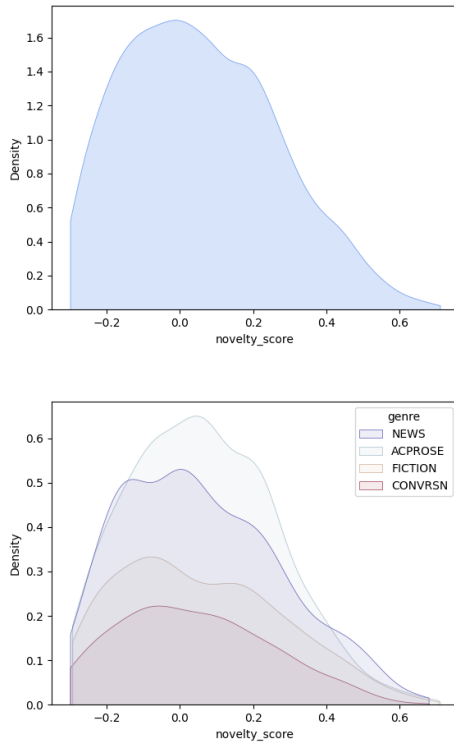 1.6
1.4
1.2
1.0
0.8
0.6
0.4
0.2
0.0
Density
−0.2 0.0 0.2 0.4 0.6
novelty_score
0.6
0.5
0.4
0.3
0.2
0.1
0.0
Density
genre
NEWS
ACPROSE
FICTION
CONVRSN
−0.2 0.0 0.2 0.4 0.6
novelty_score